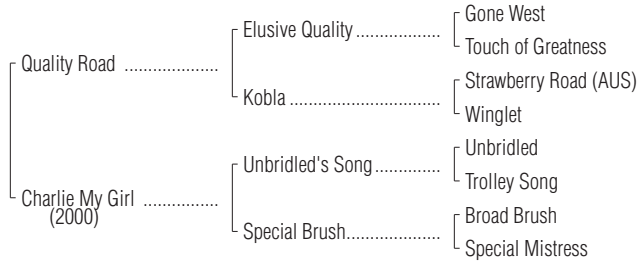 Gone West
Elusive Quality ..................
Touch of Greatness
Quality Road ....................
Strawberry Road (AUS)
Kobla ................................
Winglet
Unbridled
Unbridled's Song...............
Trolley Song
Charlie My Girl ................
(2000)
Broad Brush
Special Brush....................
Special Mistress